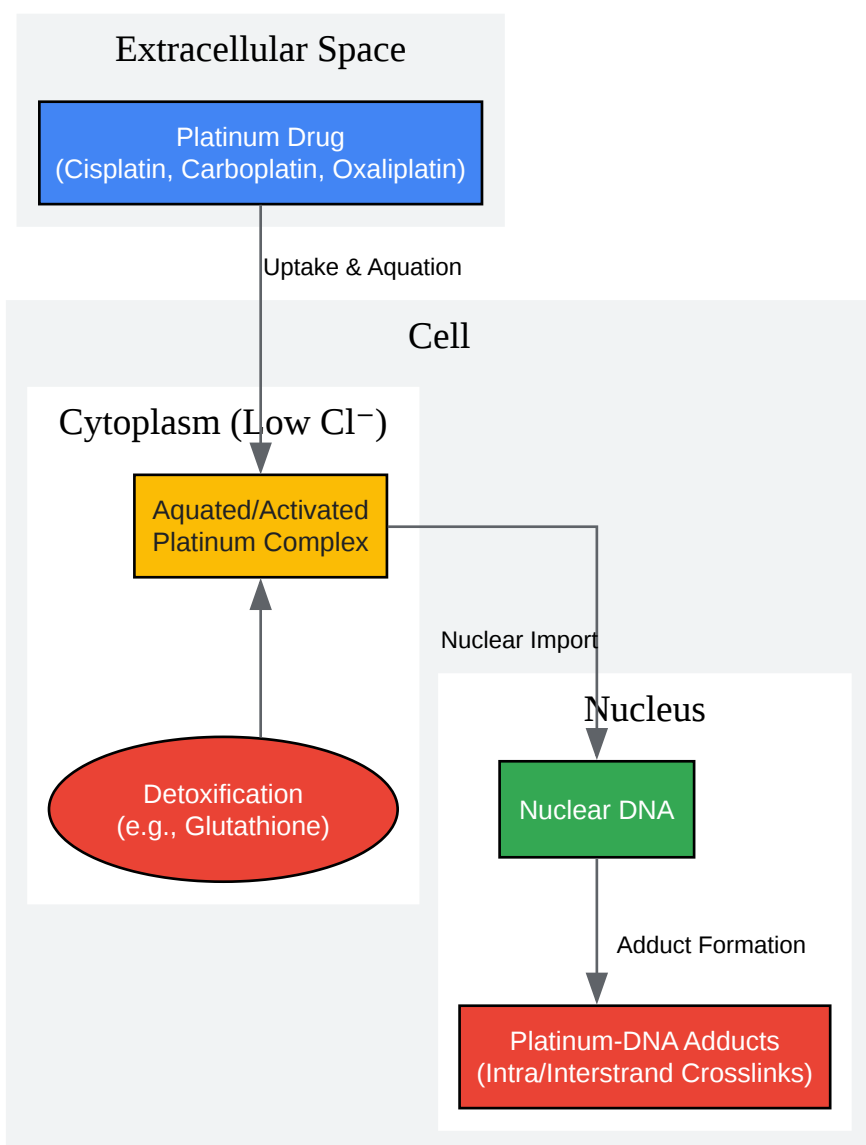 Extracellular Space
Platinum Drug
(Cisplatin, Carboplatin, Oxaliplatin)
Uptake & Aquation
Cell
Cytoplasm (Low Cl⁻)
Aquated/Activated
Platinum Complex
Nuclear Import
Nucleus
Detoxification
(e.g., Glutathione)
Nuclear DNA
Adduct Formation
Platinum-DNA Adducts
(Intra/Interstrand Crosslinks)